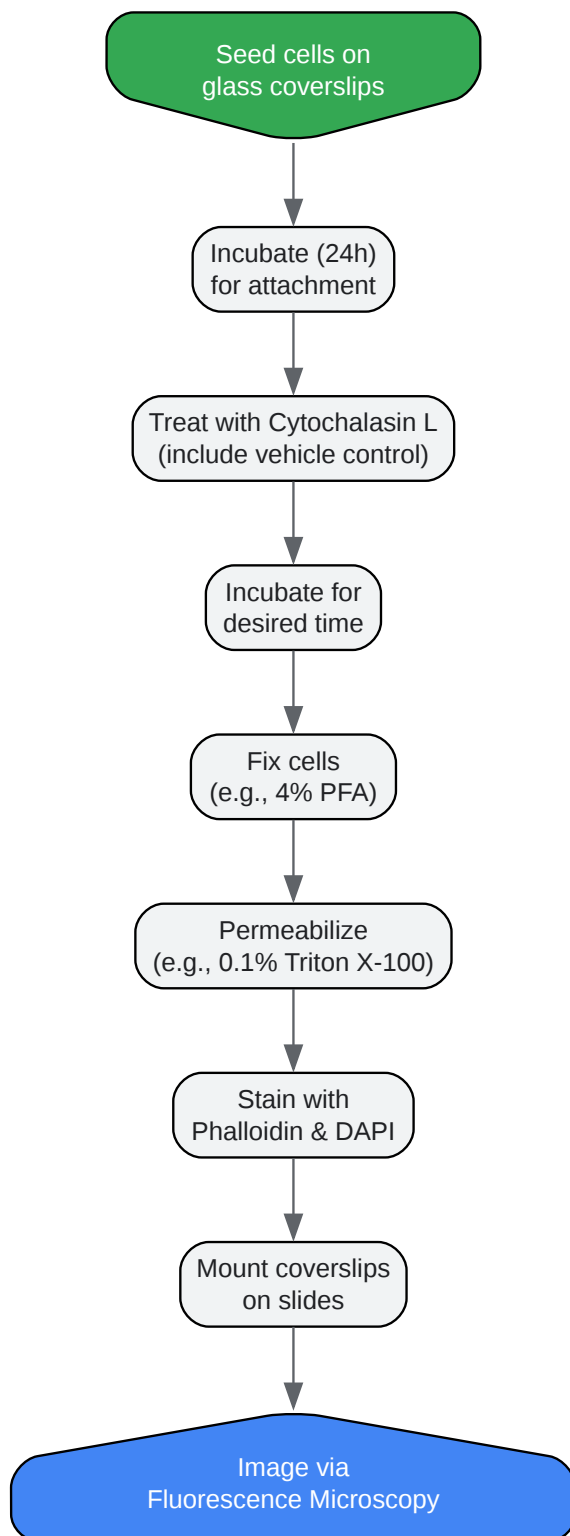 Seed cells on
glass coverslips
Incubate (24h)
for attachment
Treat with Cytochalasin L
(include vehicle control)
Incubate for
desired time
Fix cells
(e.g., 4% PFA)
Permeabilize
(e.g., 0.1% Triton X-100)
Stain with
Phalloidin & DAPI
Mount coverslips
on slides
Image via
Fluorescence Microscopy